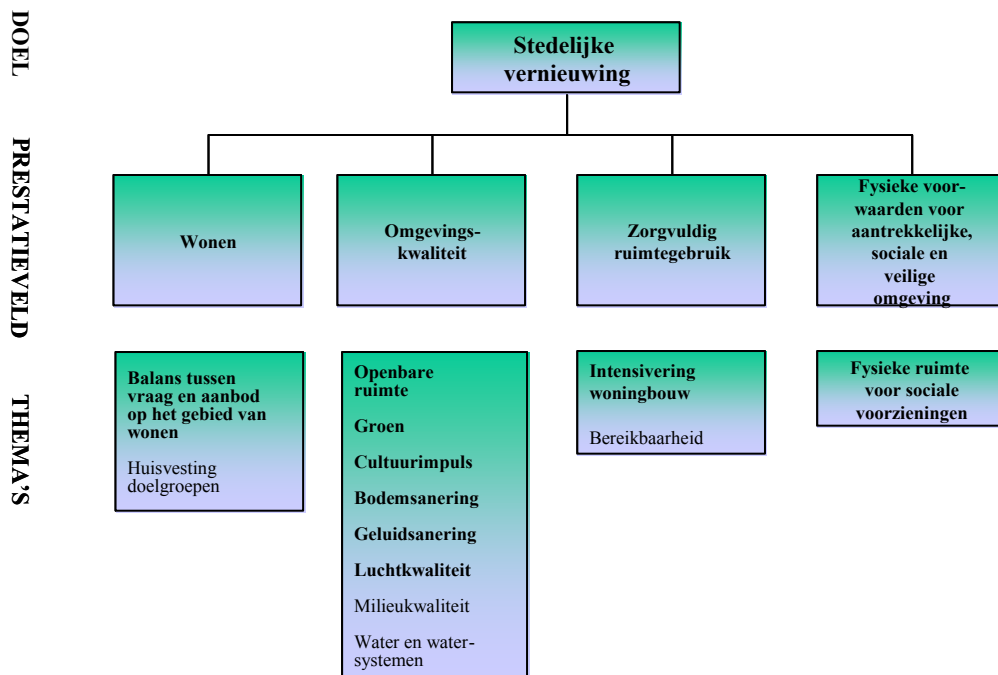 DOEL
Stedelijke
vernieuwing
PRESTATIEVELD
Wonen
Omgevings-
kwaliteit
Zorgvuldig
ruimtegebruik
Fysieke voor-
waarden voor
aantrekkelijke,
sociale en
veilige
omgeving
THEMA'S
Balans tussen
vraag en aanbod
op het gebied van
wonen
Huisvesting
doelgroepen
Openbare
ruimte
Groen
Cultuurimpuls
Bodemsanering
Geluidsanering
Luchtkwaliteit
Milieukwaliteit
Water en water-
systemen
Intensivering
woningbouw
Bereikbaarheid
Fysieke ruimte
voor sociale
voorzieningen